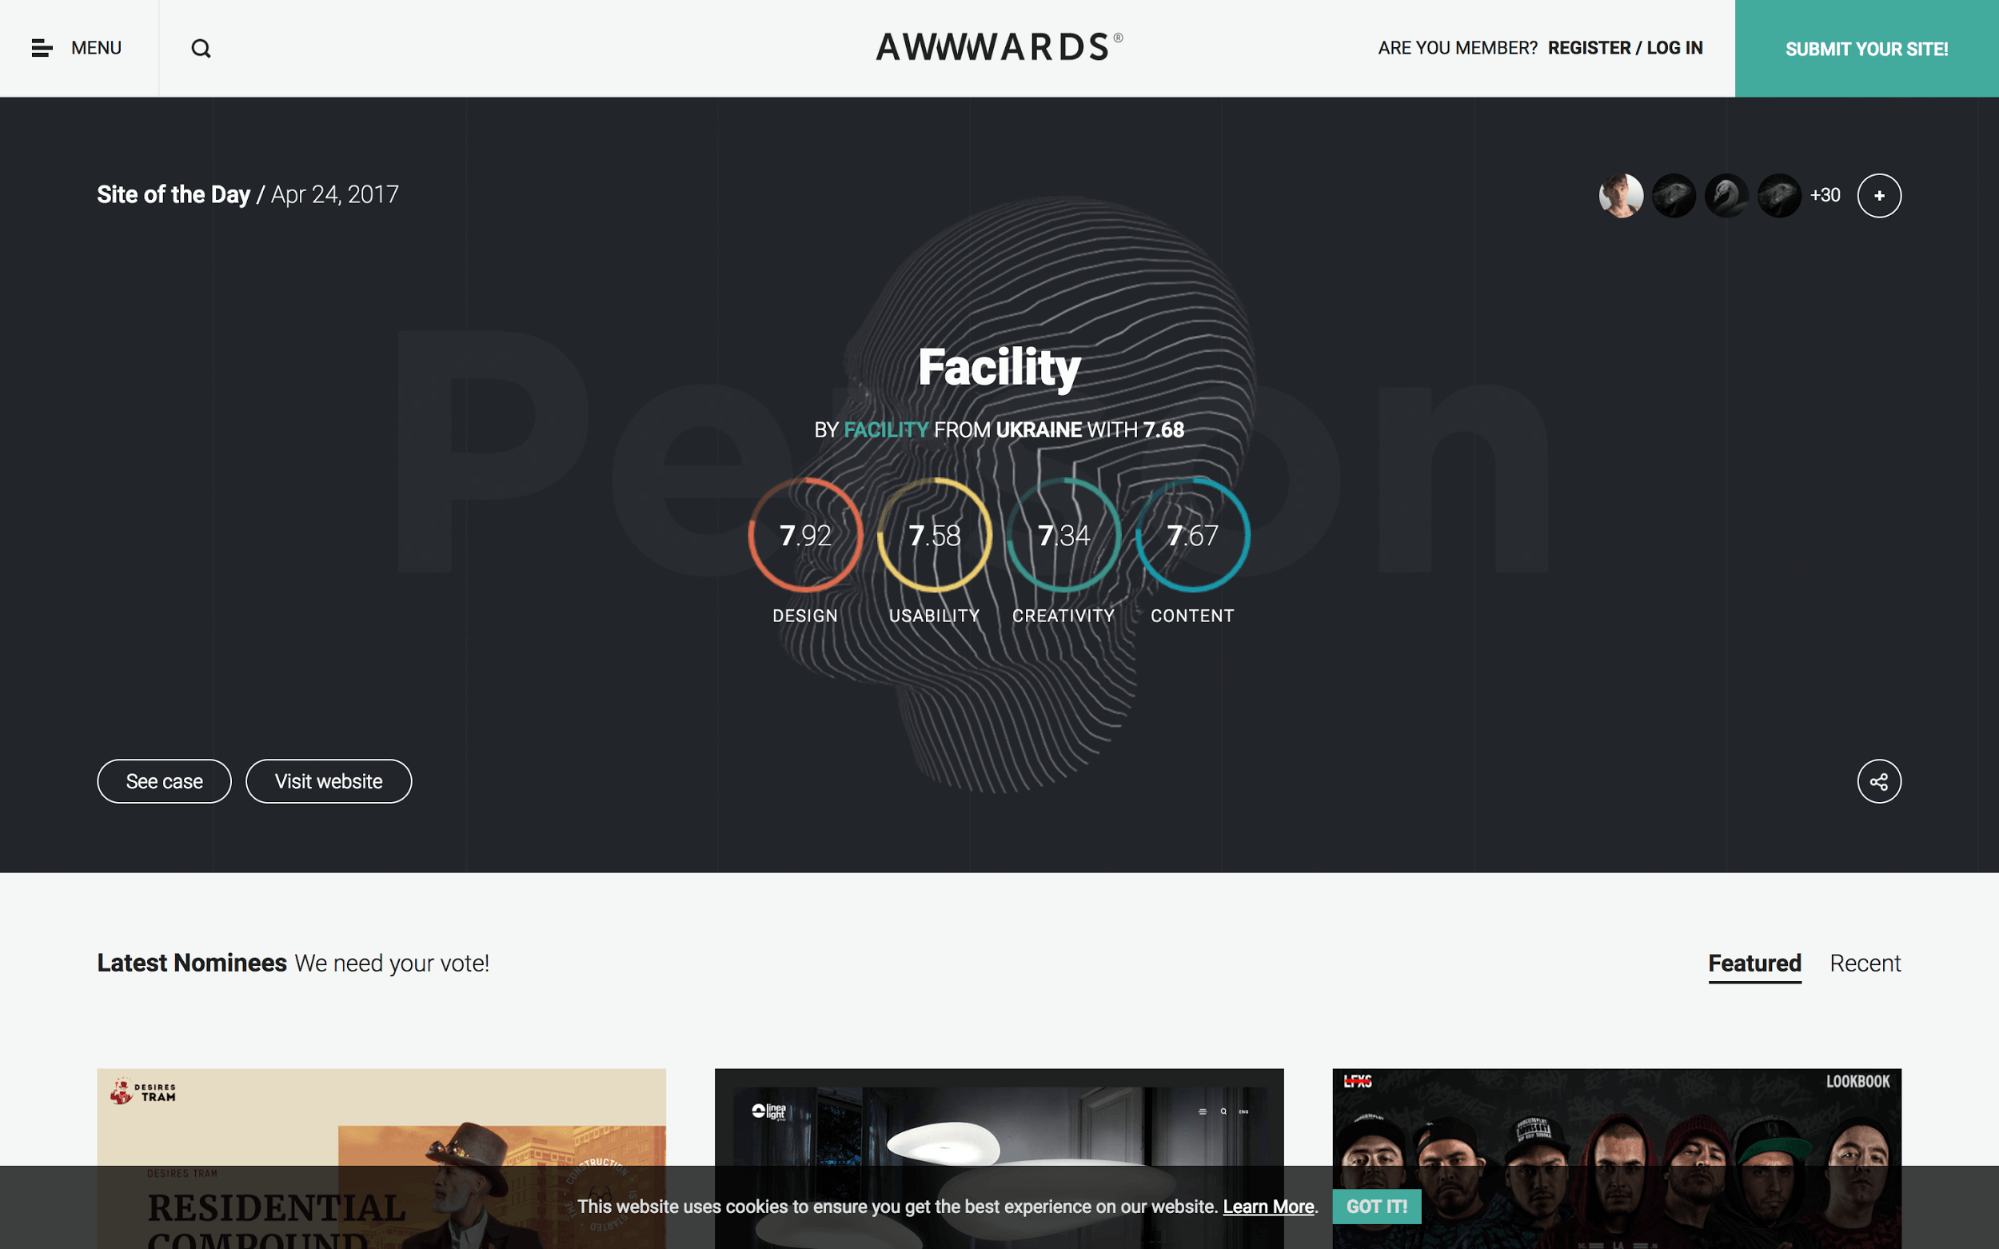 MENU
AWWWARDS®
ARE YOU MEMBER? REGISTER / LOG IN
SUBMIT YOUR SITE!
Site of the Day / Apr 24, 2017
+30
Person
Facility
BY FACILITY FROM UKRAINE WITH 7.68
7.92
7.58
7.34
7.67
DESIGN
USABILITY
CREATIVITY
CONTENT
See case
Visit website
Latest Nominees We need your vote!
Featured
Recent
DESIRES
TRAM
linea
light
ENG
LFXS
LOOKBOOK
DESIRES TRAM
RESIDENTIAL
COMPOUND
CONSTRUCTION
STARTED
This website uses cookies to ensure you get the best experience on our website. Learn More.
GOT IT!